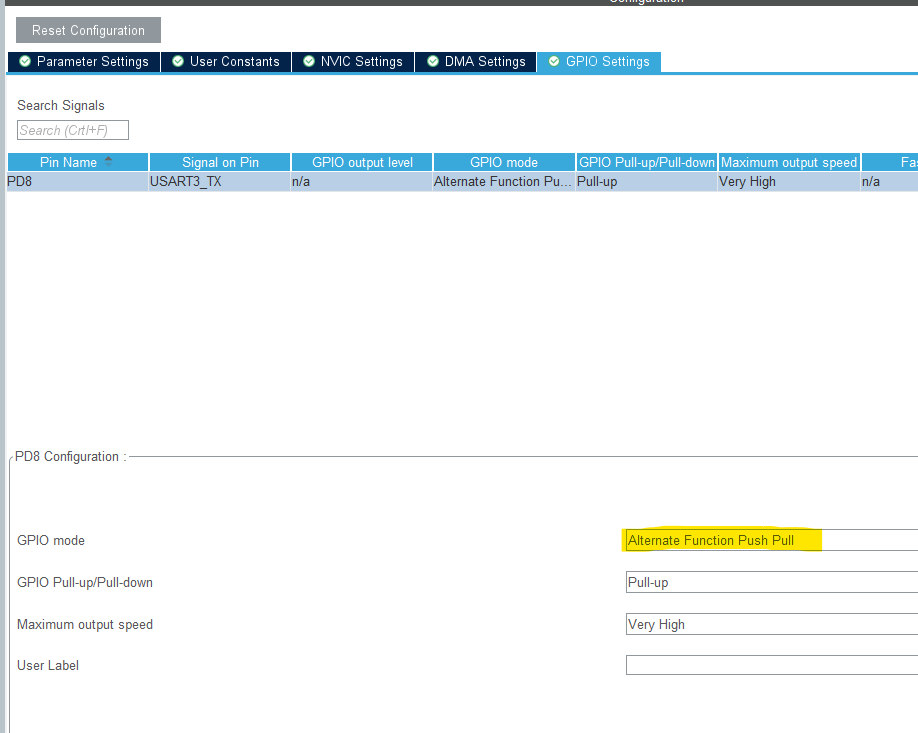 Configuration
Reset Configuration
Parameter Settings User Constants NVIC Settings DMA Settings GPIO Settings
Search Signals
Search (Crtl+F)
Pin Name Signal on Pin GPIO output level GPIO mode GPIO Pull-up/Pull-down Maximum output speed Fas
PD8 USART3_TX n/a Alternate Function Pu... Pull-up Very High n/a
PD8 Configuration :
GPIO mode Alternate Function Push Pull
GPIO Pull-up/Pull-down Pull-up
Maximum output speed Very High
User Label